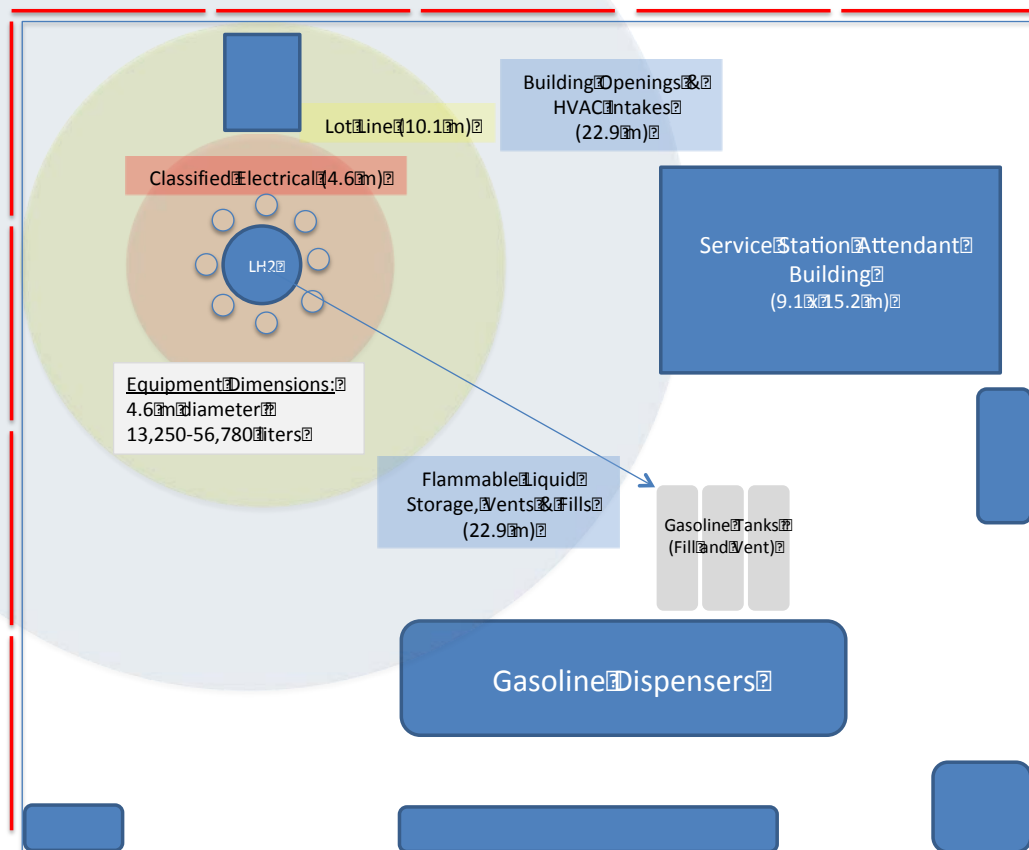 Building Openings &
HVAC Intakes
(22.9 m)
Lot Line (10.1 m)
Classified Electrical (4.6 m)
Service Station Attendant
Building
(9.1 x 15.2 m)
LH2
Equipment Dimensions:
4.6 m diameter
13,250-56,780 liters
Flammable Liquid
Storage, Vents & Fills
(22.9 m)
Gasoline Tanks
(Fill and Vent)
Gasoline Dispensers